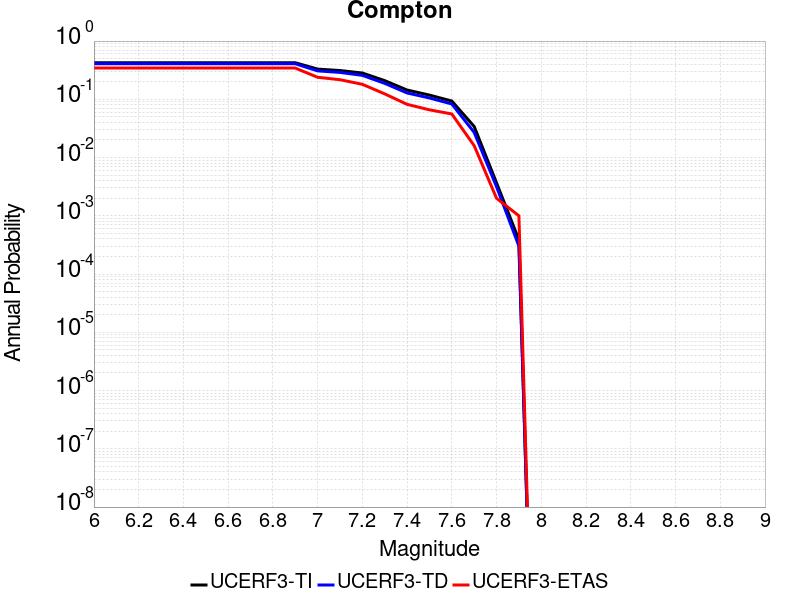 Compton
10^0
10^-1
10^-2
10^-3
10^-4
10^-5
10^-6
10^-7
10^-8
Annual Probability
6 6.2 6.4 6.6 6.8 7 7.2 7.4 7.6 7.8 8 8.2 8.4 8.6 8.8 9
Magnitude
UCERF3-TI UCERF3-TD UCERF3-ETAS